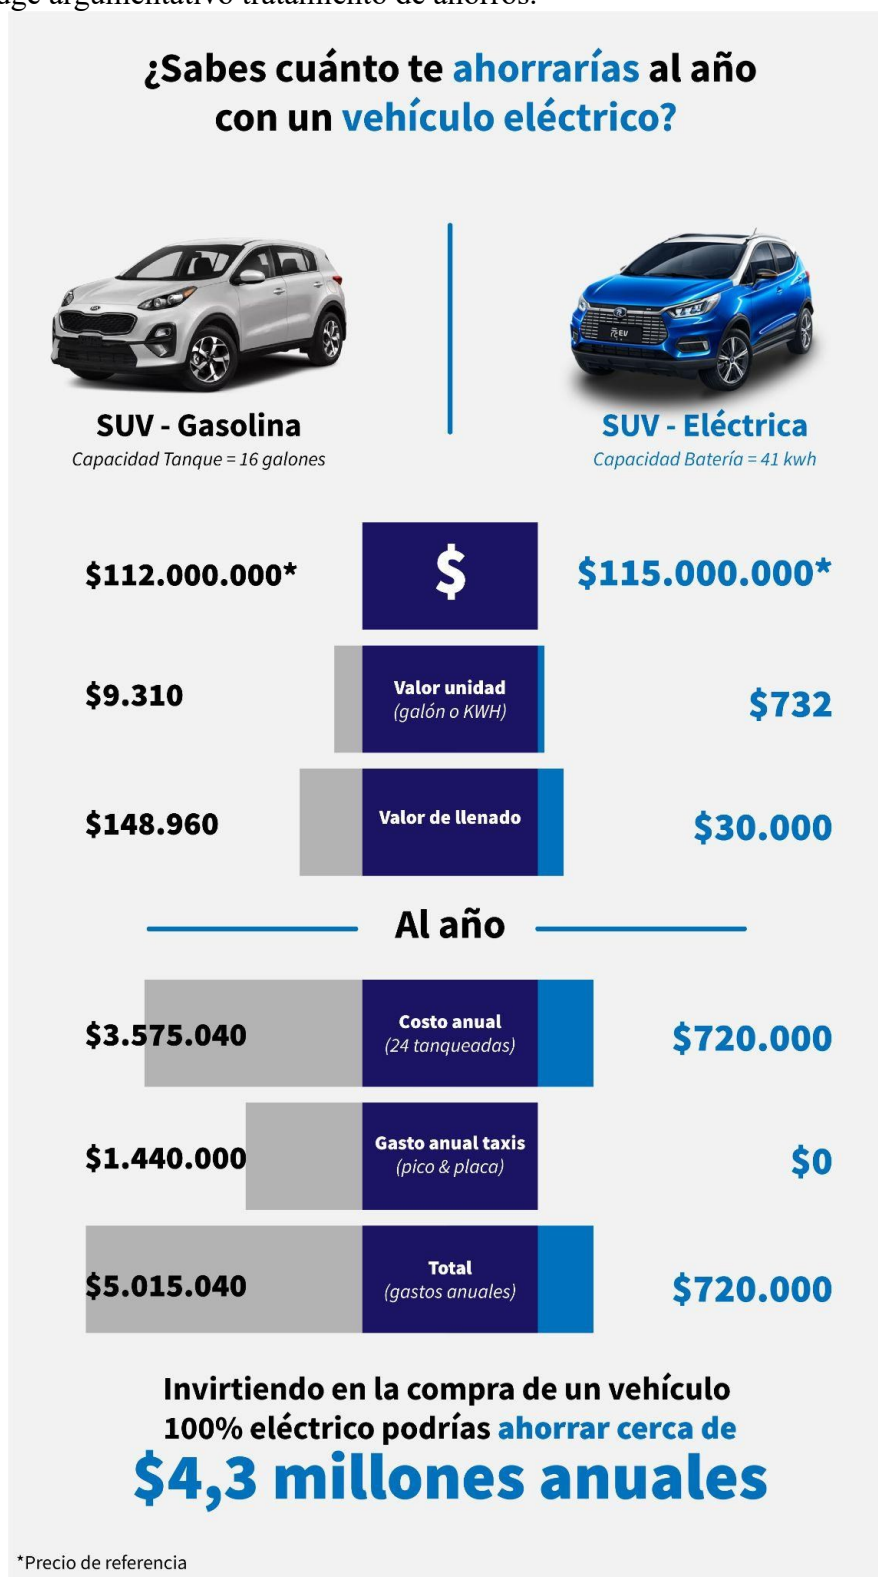 argumentativo tratamiento de ahorros.
¿Sabes cuánto te ahorrarías al año
con un vehículo eléctrico?
SUV - Gasolina
Capacidad Tanque = 16 galones
SUV - Eléctrica
Capacidad Batería = 41 kwh
$112.000.000* $ $115.000.000*
$9.310 Valor unidad $732
(galón o KWH)
$148.960 Valor de llenado $30.000
Al año
$3.575.040 Costo anual $720.000
(24 tanqueadas)
$1.440.000 Gasto anual taxis $0
(pico & placa)
$5.015.040 Total $720.000
(gastos anuales)
Invirtiendo en la compra de un vehículo
100% eléctrico podrías ahorrar cerca de
$4,3 millones anuales
*Precio de referencia